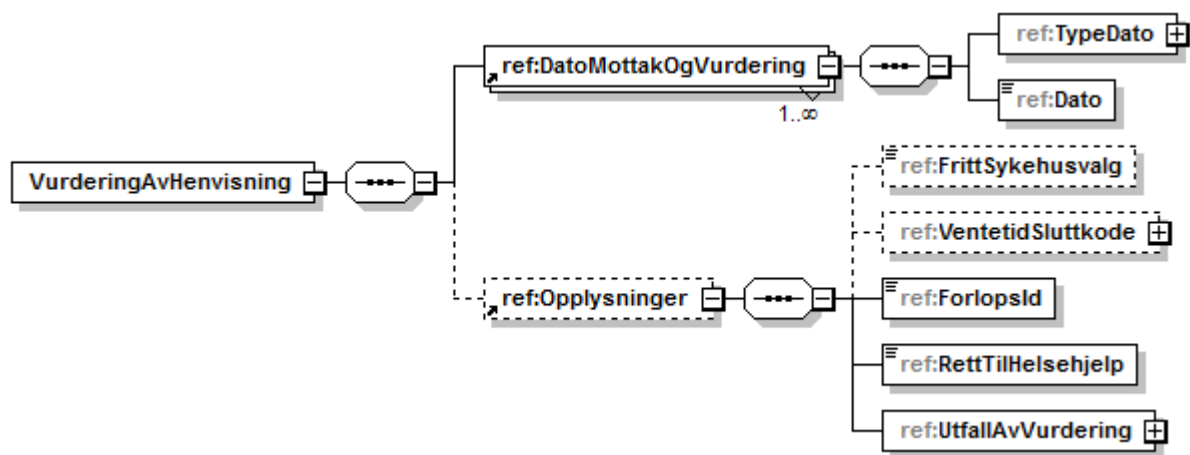 ref:TypeDato
ref:DatoMottakOgVurdering
ref:Dato
1..∞
ref:FrittSykehusvalg
VurderingAvHenvisning
ref:VentetidSluttkode
ref:Opplysninger
ref:ForlopsId
ref:RettTilHelsehjelp
ref:UtfallAvVurdering